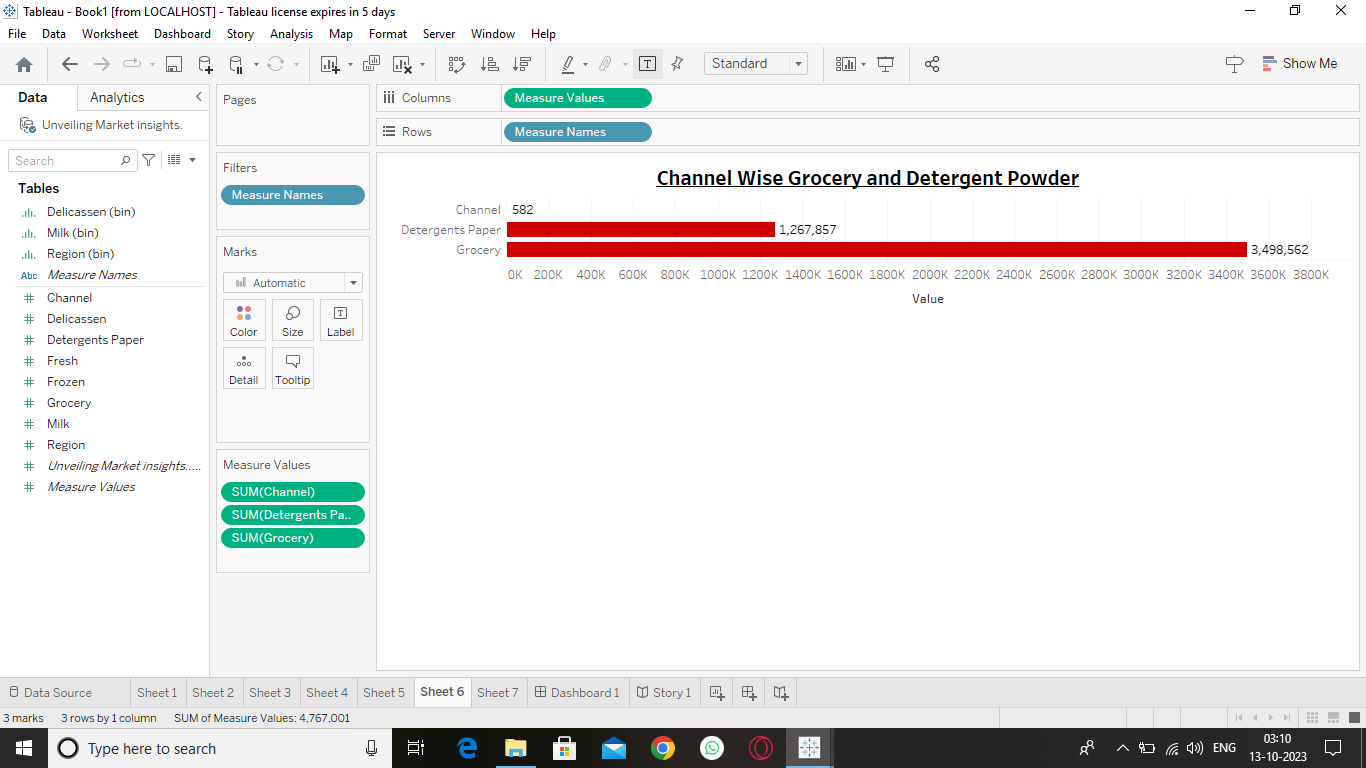 Tableau - Book1 [from LOCALHOST] - Tableau license expires in 5 days
File Data Worksheet Dashboard Story Analysis Map Format Server Window Help
Standard
Show Me
Data Analytics
Unveiling Market insights.
Search
Tables
Delicassen (bin)
Milk (bin)
Region (bin)
Abc Measure Names
Channel
Delicassen
Detergents Paper
Fresh
Frozen
Grocery
Milk
Region
Unveiling Market insights.....
Measure Values
Pages
Filters
Measure Names
Marks
Automatic
Color Size Label
Detail Tooltip
Measure Values
SUM(Channel)
SUM(Detergents Pa..
SUM(Grocery)
Columns Measure Values
Rows Measure Names
Channel Wise Grocery and Detergent Powder
Channel 582
Detergents Paper 1,267,857
Grocery 3,498,562
0K 200K 400K 600K 800K 1000K 1200K 1400K 1600K 1800K 2000K 2200K 2400K 2600K 2800K 3000K 3200K 3400K 3600K 3800K
Value
Data Source Sheet 1 Sheet 2 Sheet 3 Sheet 4 Sheet 5 Sheet 6 Sheet 7 Dashboard 1 Story 1
3 marks 3 rows by 1 column SUM of Measure Values: 4,767,001
Type here to search
ENG
03:10
13-10-2023